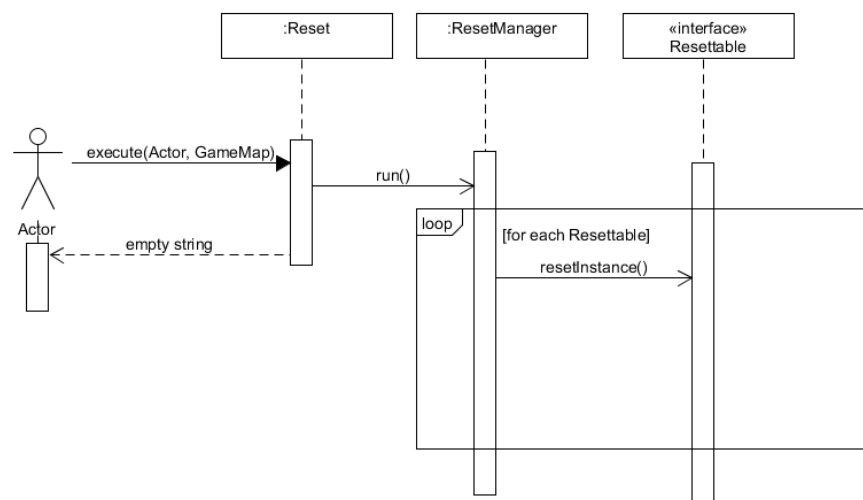 :Reset
:ResetManager
«interface»
Resettable
execute(Actor, GameMap)
run()
Actor
loop
[for each Resettable]
empty string
resetInstance()